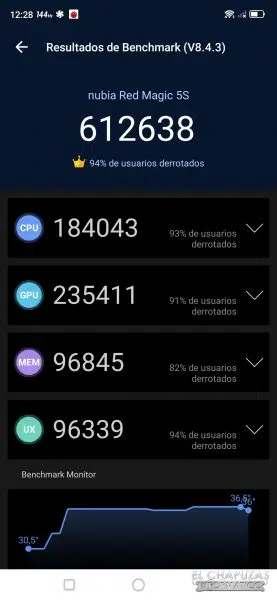 12:28 144Hz
Resultados de Benchmark (V8.4.3)
nubia Red Magic 5S
612638
94% de usuarios derrotados
CPU 184043 93% de usuarios
derrotados
GPU 235411 91% de usuarios
derrotados
MEM 96845 82% de usuarios
derrotados
UX 96339 94% de usuarios
derrotados
Benchmark Monitor
36,5° 36°
30,5°
EL CHAPUZAS
INFORMÁTICO